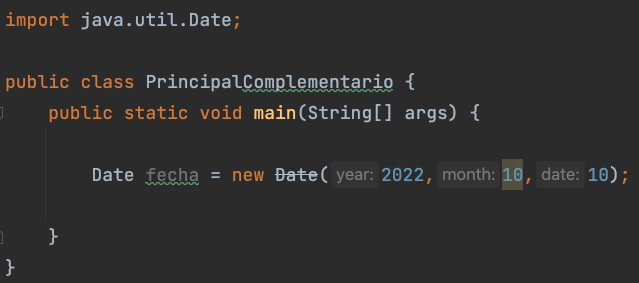 import java.util.Date;
public class PrincipalComplementario {
public static void main(String[] args) {
Date fecha = new Date( year: 2022, month: 10, date: 10);
}
}